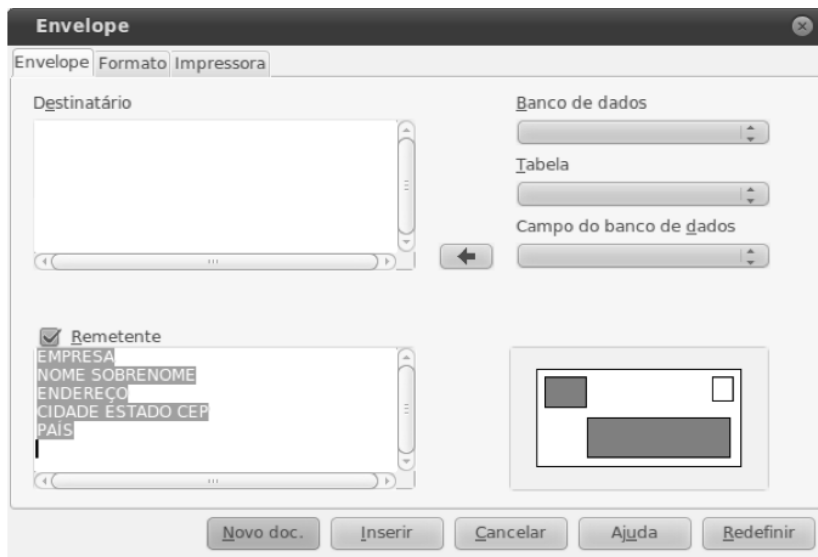 Envelope
Envelope Formato Impressora
Destinatário
Banco de dados
Tabela
Campo do banco de dados
Remetente
EMPRESA
NOME SOBRENOME
ENDEREÇO
CIDADE ESTADO CEP
PAÍS
Novo doc. Inserir Cancelar Ajuda Redefinir